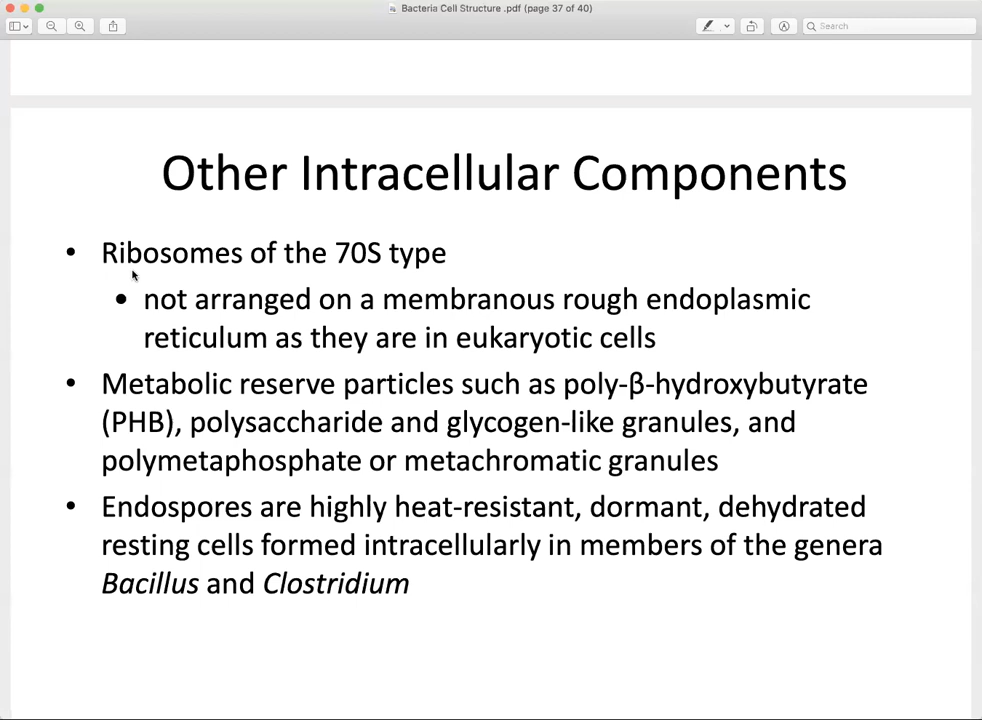 Bacteria Cell Structure .pdf (page 37 of 40)
Search
Other Intracellular Components
• Ribosomes of the 70S type
• not arranged on a membranous rough endoplasmic
reticulum as they are in eukaryotic cells
• Metabolic reserve particles such as poly-β-hydroxybutyrate
(PHB), polysaccharide and glycogen-like granules, and
polymetaphosphate or metachromatic granules
• Endospores are highly heat-resistant, dormant, dehydrated
resting cells formed intracellularly in members of the genera
Bacillus and Clostridium